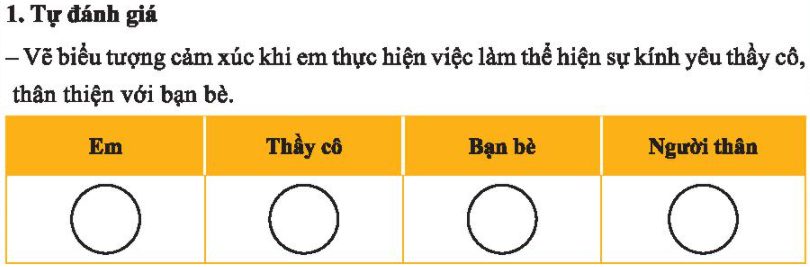 1. Tự đánh giá
– Vẽ biểu tượng cảm xúc khi em thực hiện việc làm thể hiện sự kính yêu thầy cô,
thân thiện với bạn bè.
Em Thầy cô Bạn bè Người thân